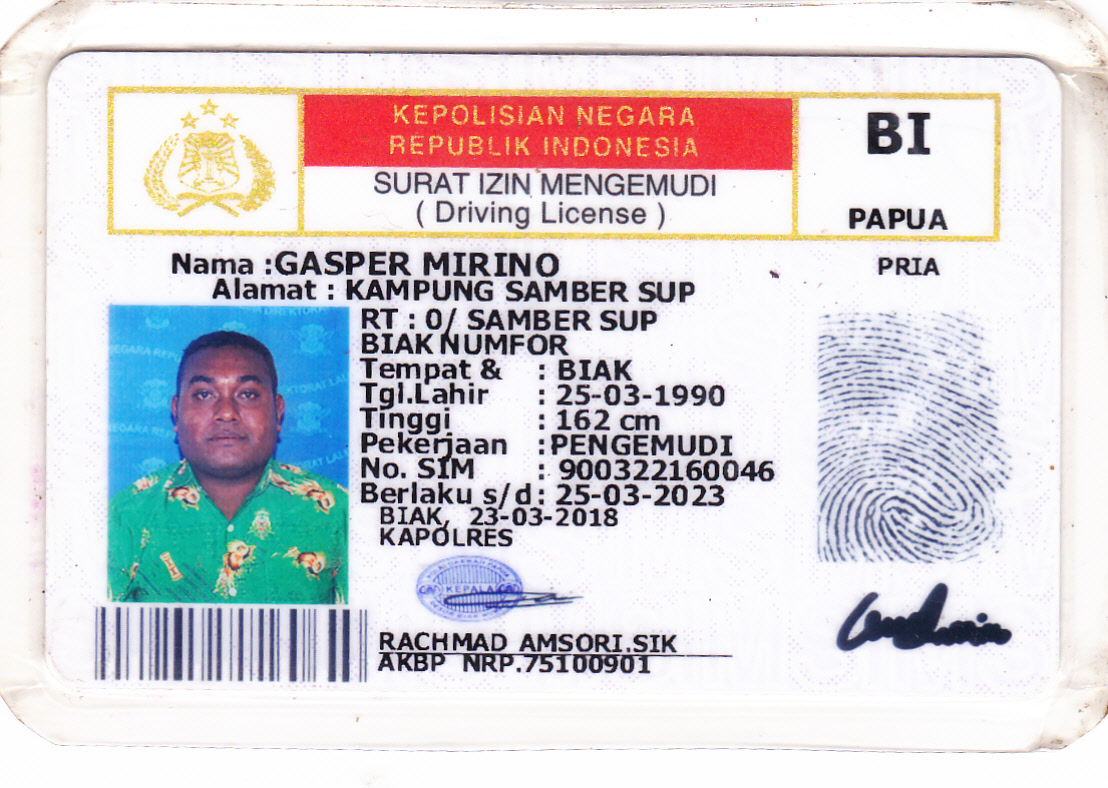 KEPOLISIAN NEGARA
REPUBLIK INDONESIA
SURAT IZIN MENGEMUDI
( Driving License )
BI
PAPUA
PRIA
Nama :GASPER MIRINO
Alamat : KAMPUNG SAMBER SUP
RT : 0/ SAMBER SUP
BIAK NUMFOR
Tempat & : BIAK
Tgl.Lahir : 25-03-1990
Tinggi : 162 cm
Pekerjaan : PENGEMUDI
No. SIM : 900322160046
Berlaku s/d : 25-03-2023
BIAK, 23-03-2018
KAPOLRES
KEPALA
RACHMAD AMSORI.SIK
AKBP NRP.75100901